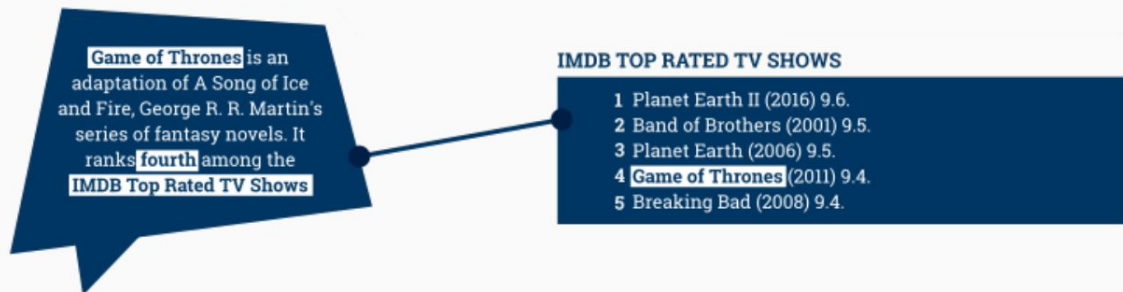 Game of Thrones is an
adaptation of A Song of Ice
and Fire, George R. R. Martin's
series of fantasy novels. It
ranks fourth among the
IMDB Top Rated TV Shows
IMDB TOP RATED TV SHOWS
1 Planet Earth II (2016) 9.6.
2 Band of Brothers (2001) 9.5.
3 Planet Earth (2006) 9.5.
4 Game of Thrones (2011) 9.4.
5 Breaking Bad (2008) 9.4.